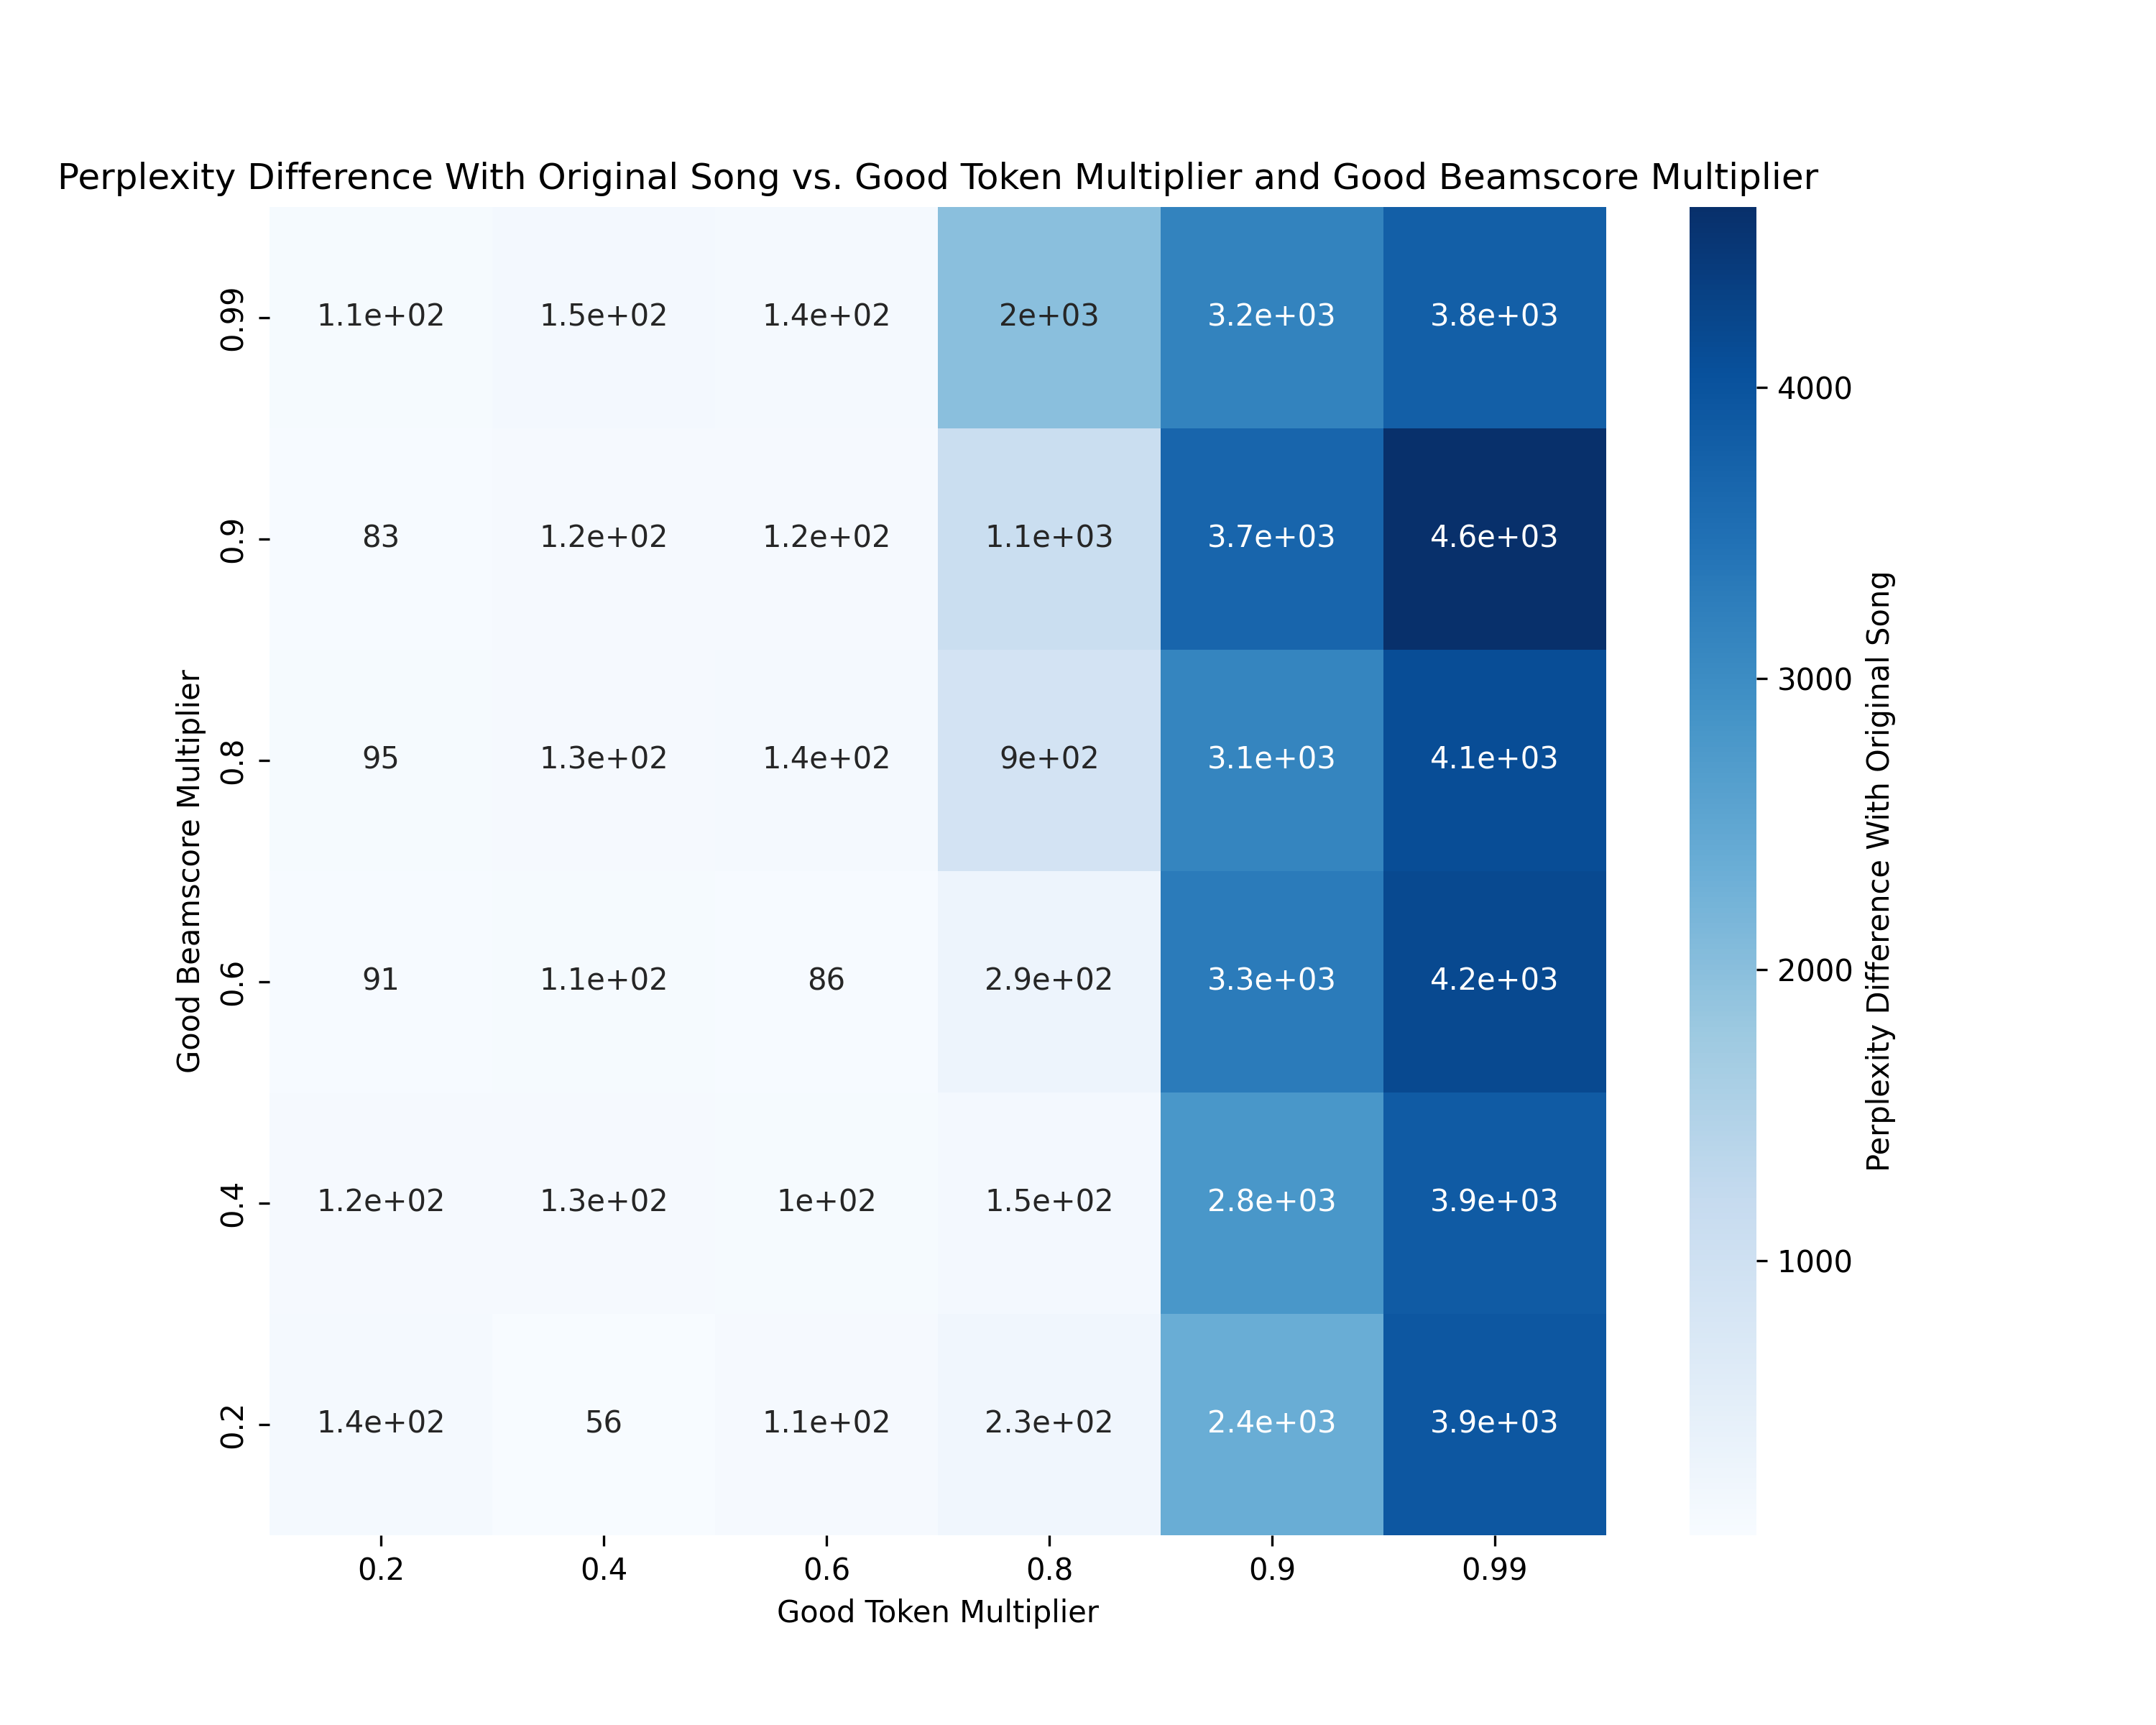 Perplexity Difference With Original Song vs. Good Token Multiplier and Good Beamscore Multiplier
0.99 1.1e+02 1.5e+02 1.4e+02 2e+03 3.2e+03 3.8e+03
0.9 83 1.2e+02 1.2e+02 1.1e+03 3.7e+03 4.6e+03
0.8 95 1.3e+02 1.4e+02 9e+02 3.1e+03 4.1e+03
0.6 91 1.1e+02 86 2.9e+02 3.3e+03 4.2e+03
0.4 1.2e+02 1.3e+02 1e+02 1.5e+02 2.8e+03 3.9e+03
0.2 1.4e+02 56 1.1e+02 2.3e+02 2.4e+03 3.9e+03
0.2 0.4 0.6 0.8 0.9 0.99
Good Token Multiplier
Good Beamscore Multiplier
4000
3000
2000
1000
Perplexity Difference With Original Song